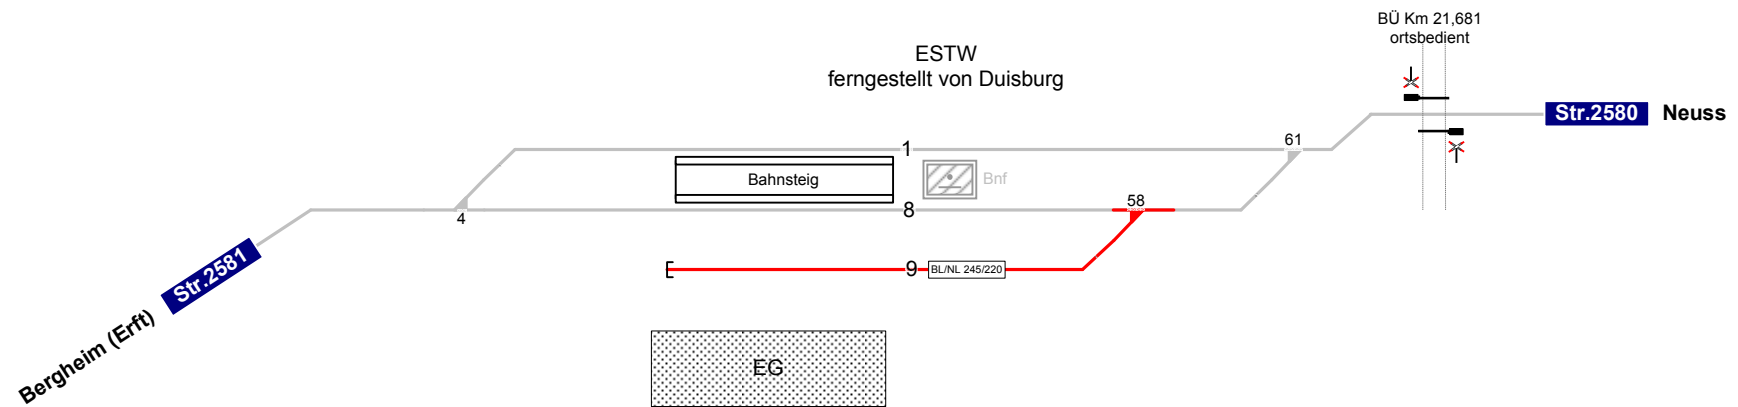 BÜ Km 21,681
ortsbedient
ESTW
ferngestellt von Duisburg
Str.2580 Neuss
61
1
Bahnsteig
Bnf
58
8
4
9
BL/NL 245/220
Str.2581
Bergheim (Erft)
EG